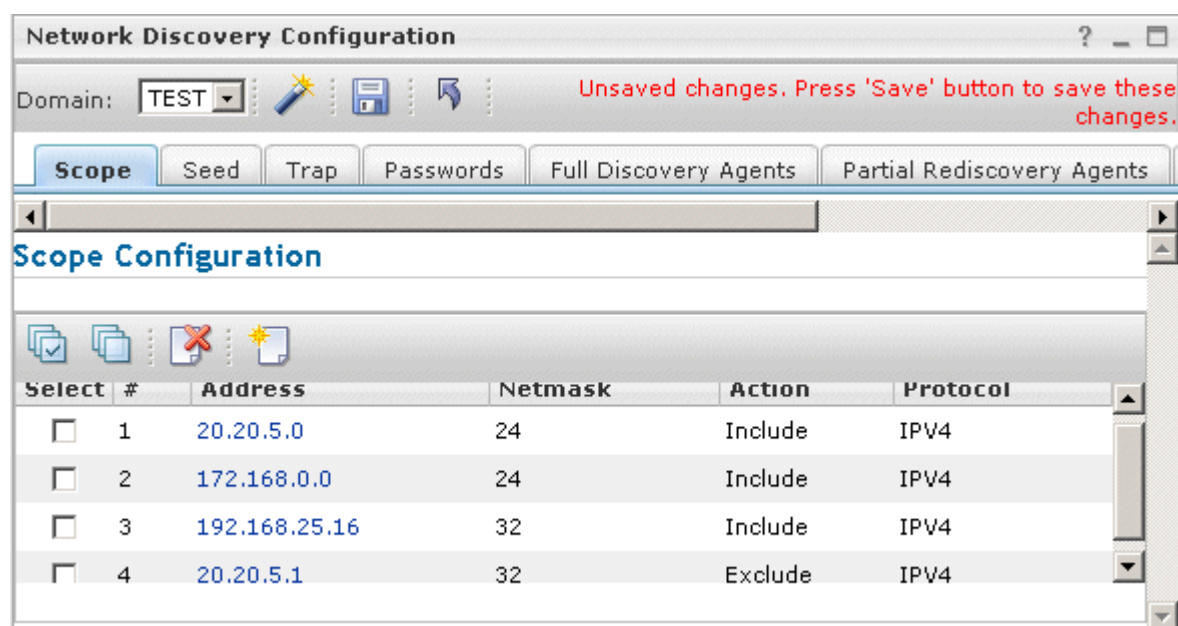 Network Discovery Configuration ?
Domain: TEST Unsaved changes. Press 'Save' button to save these
changes.
Scope Seed Trap Passwords Full Discovery Agents Partial Rediscovery Agents
Scope Configuration
Select # Address Netmask Action Protocol
1 20.20.5.0 24 Include IPV4
2 172.168.0.0 24 Include IPV4
3 192.168.25.16 32 Include IPV4
4 20.20.5.1 32 Exclude IPV4